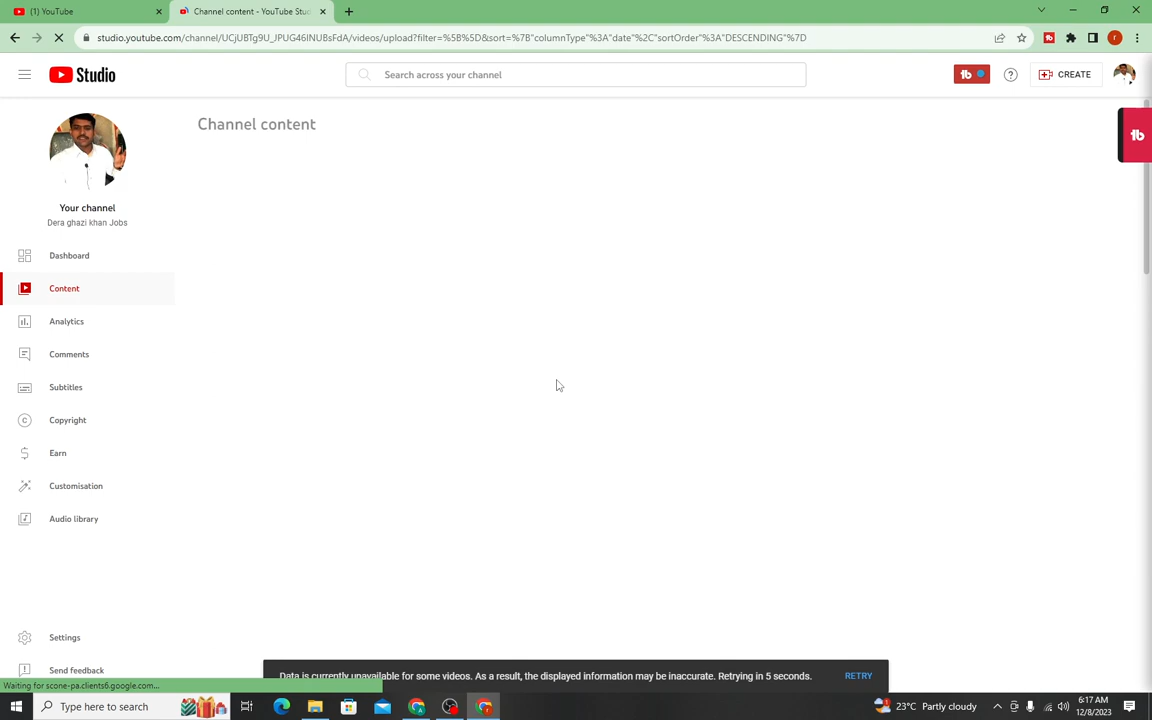 (1) YouTube
Channel content - YouTube Stu
studio.youtube.com/channel/UCjUBTg9U_JPUG46INUBsFdA/videos/upload?filter=%5B%5D&sort=%7B"columnType"%3A"date"%2C"sortOrder"%3A"DESCENDING"%7D
r
Studio
Search across your channel
tb
?
CREATE
Channel content
tb
Your channel
Dera ghazi khan Jobs
Dashboard
Content
Analytics
Comments
Subtitles
Copyright
Earn
Customisation
Audio library
Settings
Send feedback
Data is currently unavailable for some videos. As a result, the displayed information may be inaccurate. Retrying in 5 seconds.
RETRY
Waiting for scone-pa.clients6.google.com...
Type here to search
23°C Partly cloudy
6:17 AM
12/8/2023